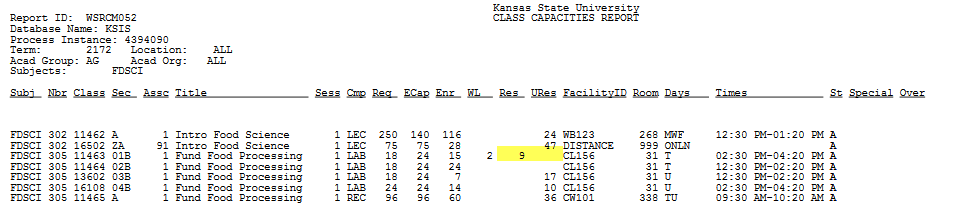 Kansas State University
Report ID: WSRCM052 CLASS CAPACITIES REPORT
Database Name: KSIS
Process Instance: 4394090
Term: 2172 Location: ALL
Acad Group: AG Acad Org: ALL
Subjects: FDSCI
Subj Nbr Class Sec Assc Title Sess Cmp Req ECap Enr WL Res URes FacilityID Room Days Times St Special Over
FDSCI 302 11462 A 1 Intro Food Science 1 LEC 250 140 116 24 WB123 268 MWF 12:30 PM-01:20 PM A
FDSCI 302 16502 ZA 91 Intro Food Science 1 LEC 75 75 28 47 DISTANCE 999 ONLN A
FDSCI 305 11463 01B 1 Fund Food Processing 1 LAB 18 24 15 2 9 CL156 31 T 02:30 PM-04:20 PM A
FDSCI 305 11464 02B 1 Fund Food Processing 1 LAB 18 24 24 CL156 31 T 12:30 PM-02:20 PM A
FDSCI 305 13602 03B 1 Fund Food Processing 1 LAB 18 24 7 17 CL156 31 U 12:30 PM-02:20 PM A
FDSCI 305 16108 04B 1 Fund Food Processing 1 LAB 24 24 14 10 CL156 31 U 02:30 PM-04:20 PM A
FDSCI 305 11465 A 1 Fund Food Processing 1 REC 96 96 60 36 CW101 338 TU 09:30 AM-10:20 AM A